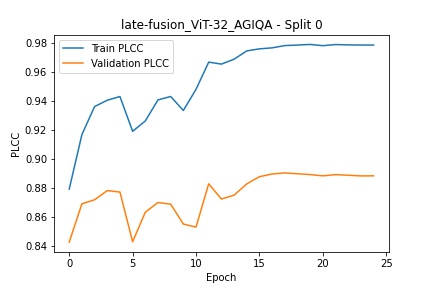 late-fusion_ViT-32_AGIQA - Split 0
Train PLCC
Validation PLCC
PLCC
0.98
0.96
0.94
0.92
0.90
0.88
0.86
0.84
0 5 10 15 20 25
Epoch